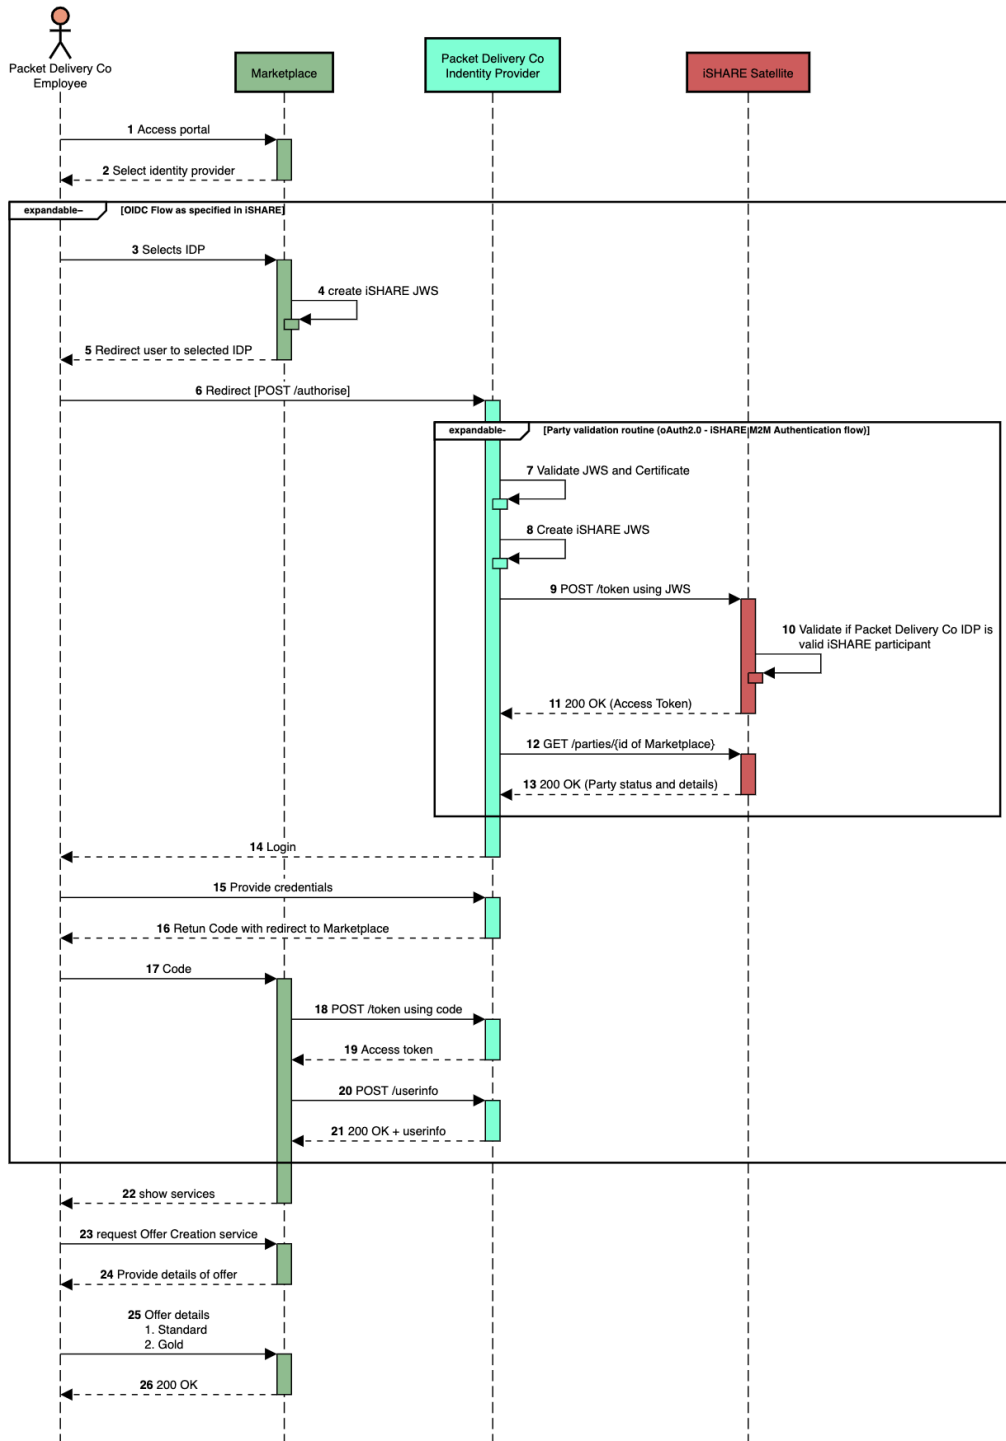 Packet Delivery Co
Employee
Marketplace
Packet Delivery Co
Indentity Provider
iSHARE Satellite
1 Access portal
2 Select identity provider
expandable–
[OIDC Flow as specified in iSHARE]
3 Selects IDP
4 create iSHARE JWS
5 Redirect user to selected IDP
6 Redirect [POST /authorise]
expandable-
[Party validation routine (oAuth2.0 - iSHARE M2M Authentication flow)]
7 Validate JWS and Certificate
8 Create iSHARE JWS
9 POST /token using JWS
10 Validate if Packet Delivery Co IDP is
valid iSHARE participant
11 200 OK (Access Token)
12 GET /parties/{id of Marketplace}
13 200 OK (Party status and details)
14 Login
15 Provide credentials
16 Retun Code with redirect to Marketplace
17 Code
18 POST /token using code
19 Access token
20 POST /userinfo
21 200 OK + userinfo
22 show services
23 request Offer Creation service
24 Provide details of offer
25 Offer details
1. Standard
2. Gold
26 200 OK